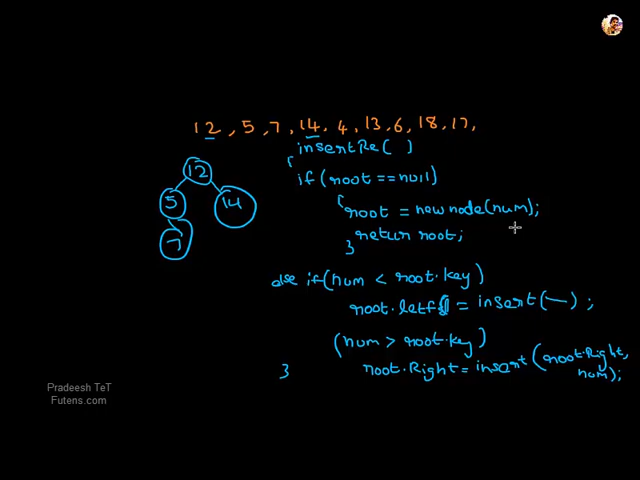 12, 5, 7, 14, 4, 13, 6, 18, 17,
insertRe( )
{
if (root == null)
{ root = new node(num);
return root;
}
else if(num < root.key)
root.letf = insert(—);
(num > root.key)
root.Right = insert (root.Right,
num);
}
12
5
14
7
Pradeesh TeT
Futens.com